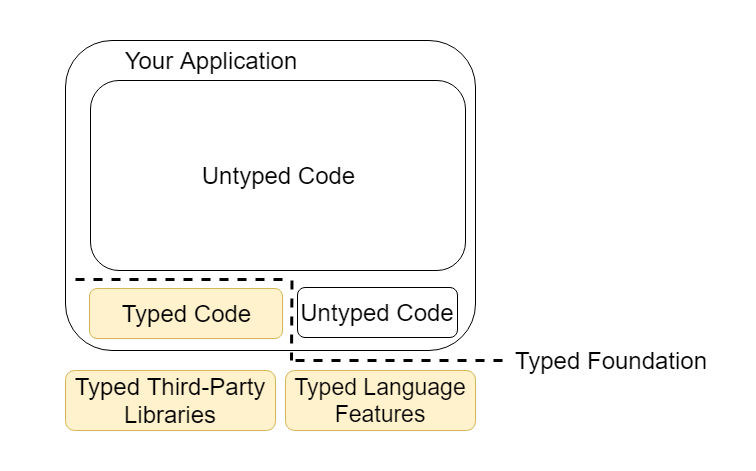 Your Application
Untyped Code
Typed Code
Untyped Code
Typed Foundation
Typed Third-Party
Libraries
Typed Language
Features